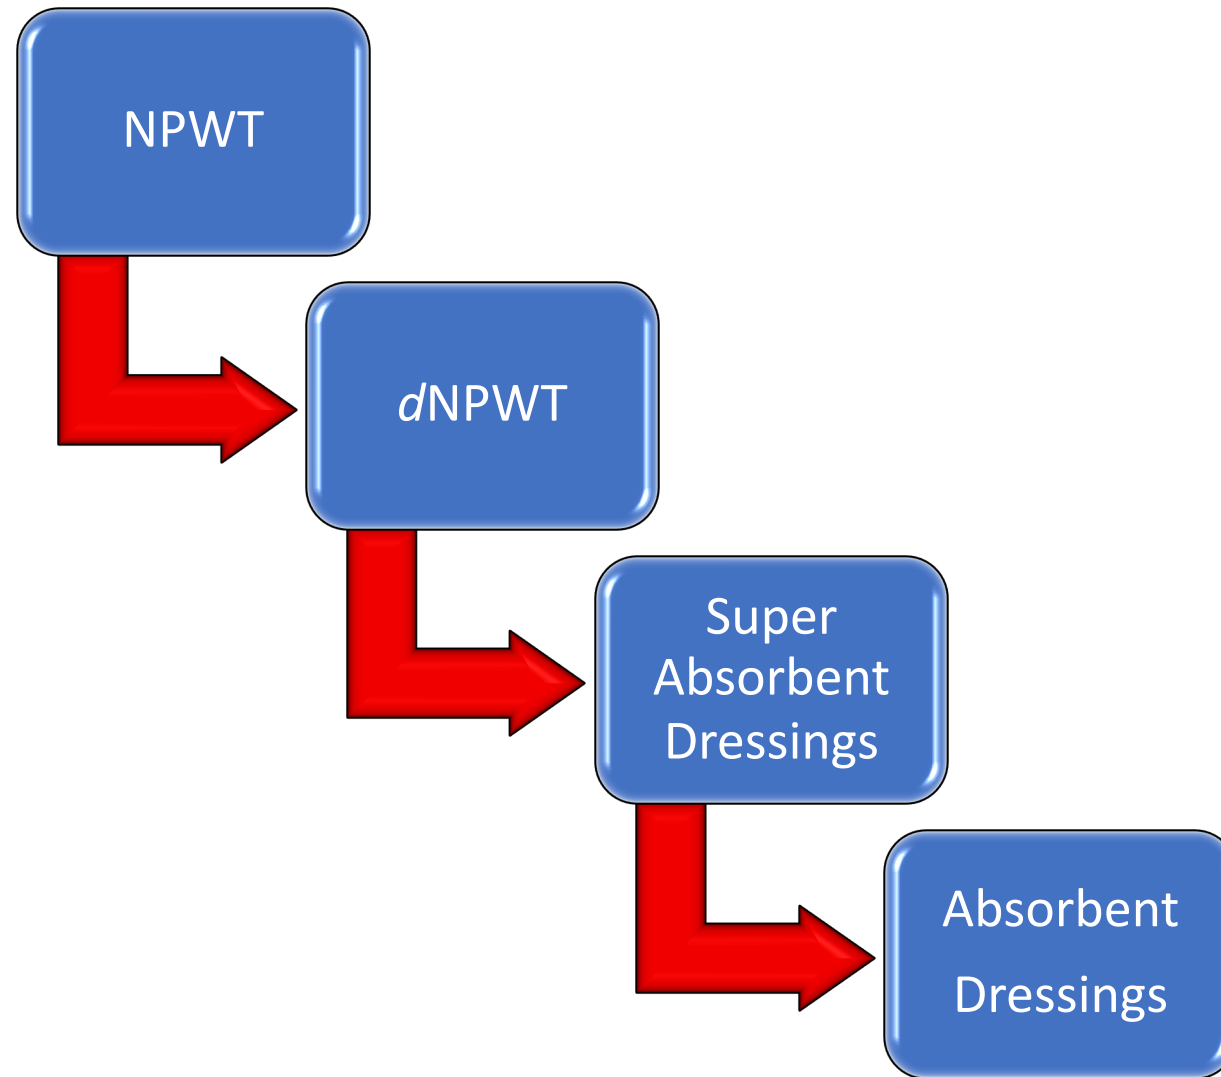 NPWT
dNPWT
Super
Absorbent
Dressings
Absorbent
Dressings